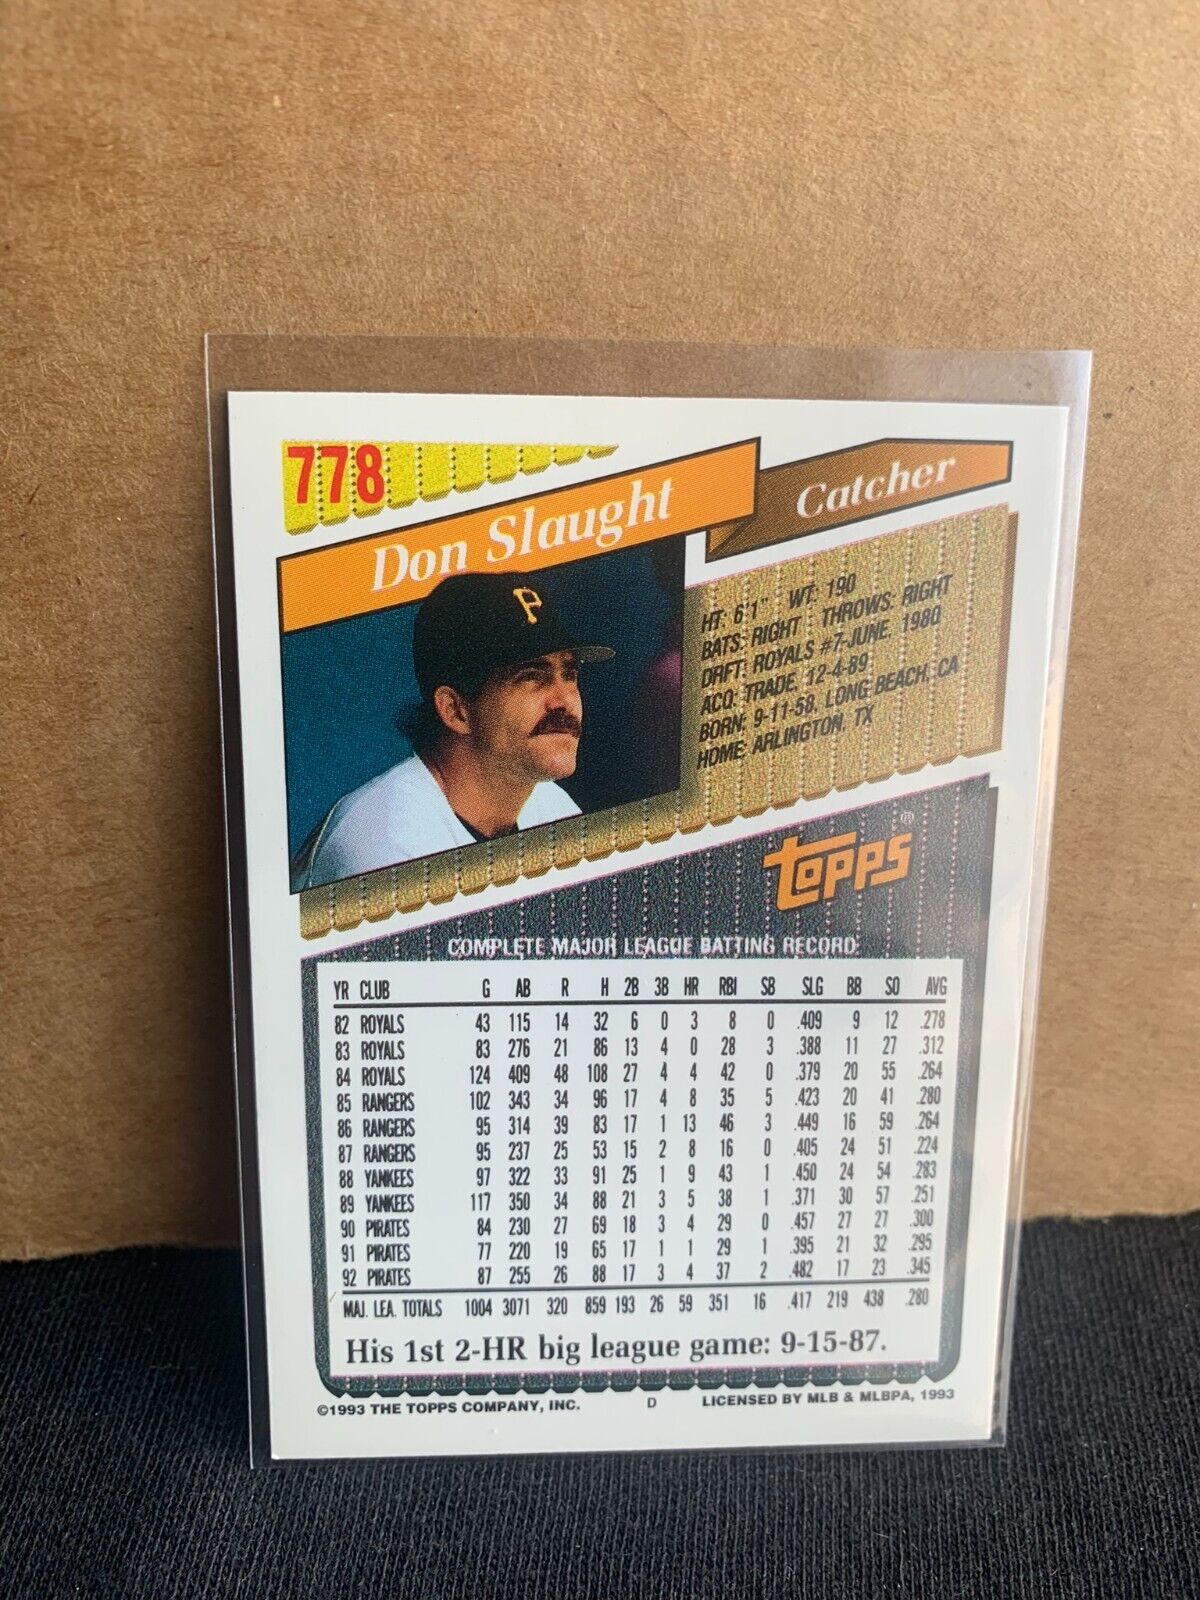 778
Don Slaught
Catcher
P
HT: 6'1" WT: 190
BATS: RIGHT THROWS: RIGHT
DRFT: ROYALS #7-JUNE, 1980
ACQ: TRADE, 12-4-89
BORN: 9-11-58, LONG BEACH, CA
HOME: ARLINGTON, TX
TOPPS®
COMPLETE MAJOR LEAGUE BATTING RECORD
YR CLUB G AB R H 2B 3B HR RBI SB SLG BB SO AVG
82 ROYALS 43 115 14 32 6 0 3 8 0 .409 9 12 .278
83 ROYALS 83 276 21 86 13 4 0 28 3 .388 11 27 .312
84 ROYALS 124 409 48 108 27 4 4 42 0 .379 20 55 .264
85 RANGERS 102 343 34 96 17 4 8 35 5 .423 20 41 .280
86 RANGERS 95 314 39 83 17 1 13 46 3 .449 16 59 .264
87 RANGERS 95 237 25 53 15 2 8 16 0 .405 24 51 .224
88 YANKEES 97 322 33 91 25 1 9 43 1 .450 24 54 .283
89 YANKEES 117 350 34 88 21 3 5 38 1 .371 30 57 .251
90 PIRATES 84 230 27 69 18 3 4 29 0 .457 27 27 .300
91 PIRATES 77 220 19 65 17 1 1 29 1 .395 21 32 .295
92 PIRATES 87 255 26 88 17 3 4 37 2 .482 17 23 .345
MAJ. LEA. TOTALS 1004 3071 320 859 193 26 59 351 16 .417 219 438 .280
His 1st 2-HR big league game: 9-15-87.
©1993 THE TOPPS COMPANY, INC. D LICENSED BY MLB & MLBPA, 1993